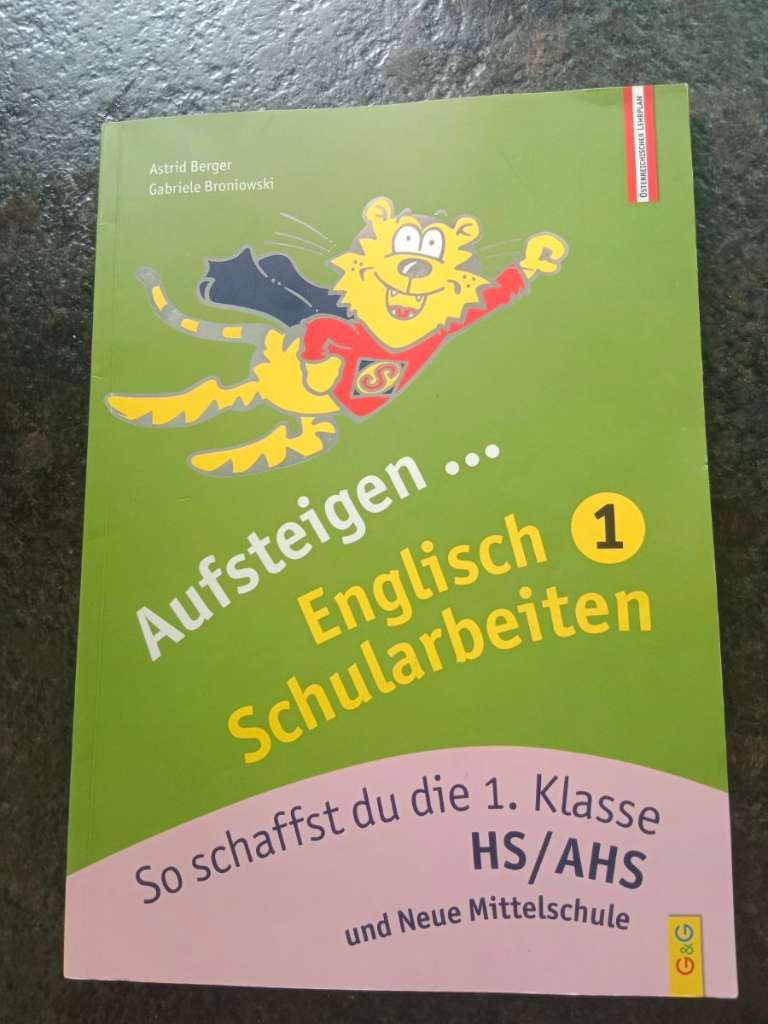 ÖSTERREICHISCHER LEHRPLAN
Astrid Berger
Gabriele Broniowski
S
Aufsteigen ...
Englisch 1
Schularbeiten
So schaffst du die 1. Klasse
HS/AHS
und Neue Mittelschule
G&G